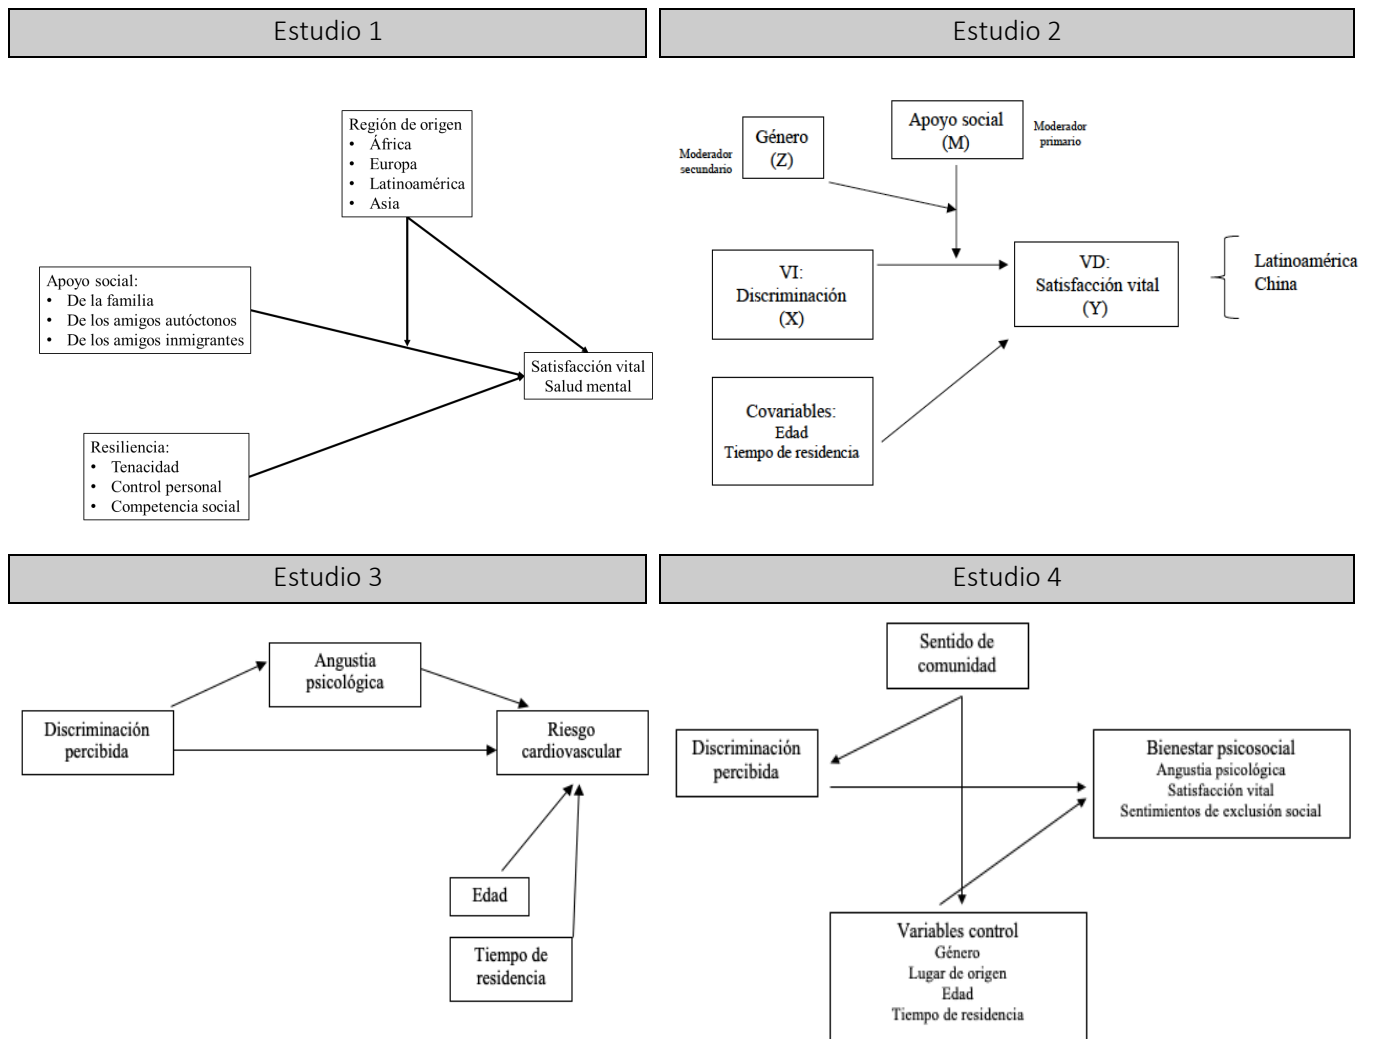 Estudio 1
Región de origen
• África
• Europa
• Latinoamérica
• Asia
Apoyo social:
• De la familia
• De los amigos autóctonos
• De los amigos inmigrantes
Satisfacción vital
Salud mental
Resiliencia:
• Tenacidad
• Control personal
• Competencia social
Estudio 2
Apoyo social
(M)
Moderador
primario
Género
(Z)
Moderador
secundario
VI:
Discriminación
(X)
VD:
Satisfacción vital
(Y)
Latinoamérica
China
Covariables:
Edad
Tiempo de residencia
Estudio 3
Angustia
psicológica
Discriminación
percibida
Riesgo
cardiovascular
Edad
Tiempo de
residencia
Estudio 4
Sentido de
comunidad
Discriminación
percibida
Bienestar psicosocial
Angustia psicológica
Satisfacción vital
Sentimientos de exclusión social
Variables control
Género
Lugar de origen
Edad
Tiempo de residencia